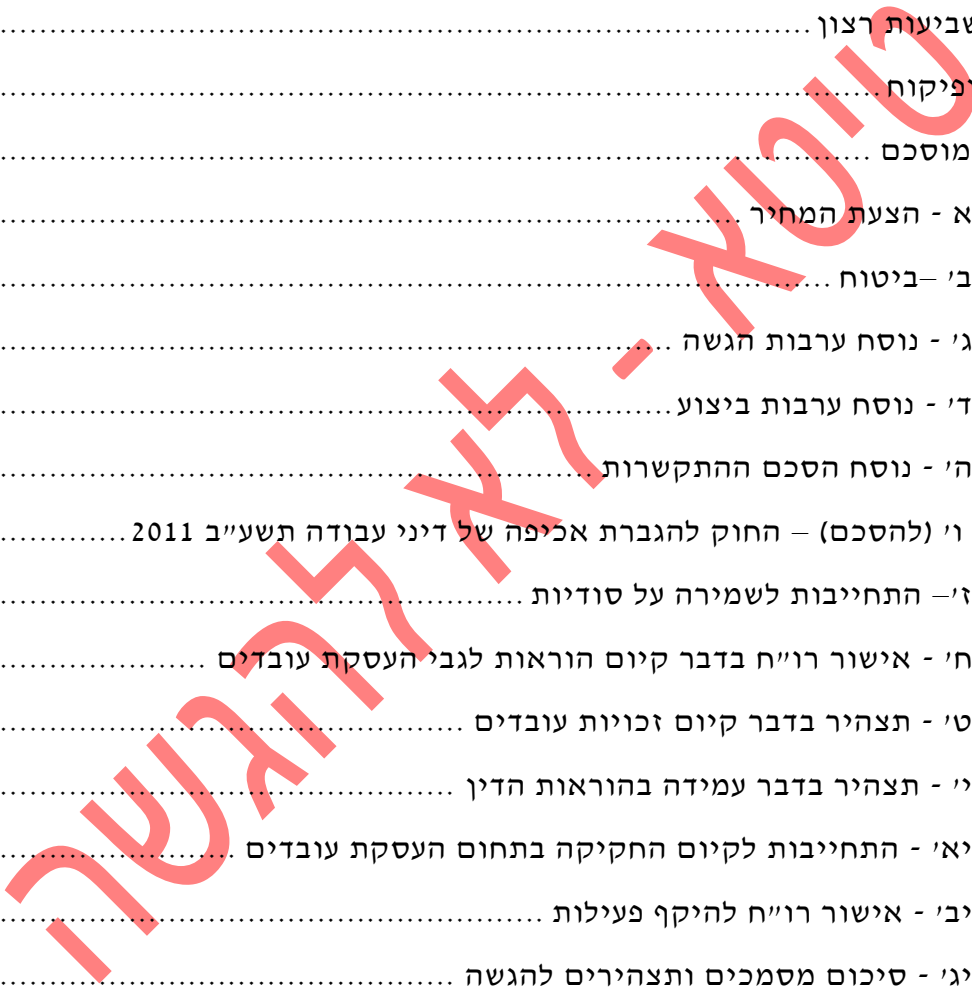 שביעות רצון
ופיקוח
מוסכם
א - הצעת המחיר
ב' –ביטוח
ג' - נוסח ערבות הגשה
ד' - נוסח ערבות ביצוע
ה' - נוסח הסכם ההתקשרות
ו' (להסכם) – החוק להגברת אכיפה של דיני עבודה תשע״ב 2011
ז'– התחייבות לשמירה על סודיות
ח' - אישור רו״ח בדבר קיום הוראות לגבי העסקת עובדים
ט' - תצהיר בדבר קיום זכויות עובדים
י' - תצהיר בדבר עמידה בהוראות הדין
יא' - התחייבות לקיום החקיקה בתחום העסקת עובדים
יב' - אישור רו״ח להיקף פעילות
יג' - סיכום מסמכים ותצהירים להגשה
טיוטא - לא להגשה